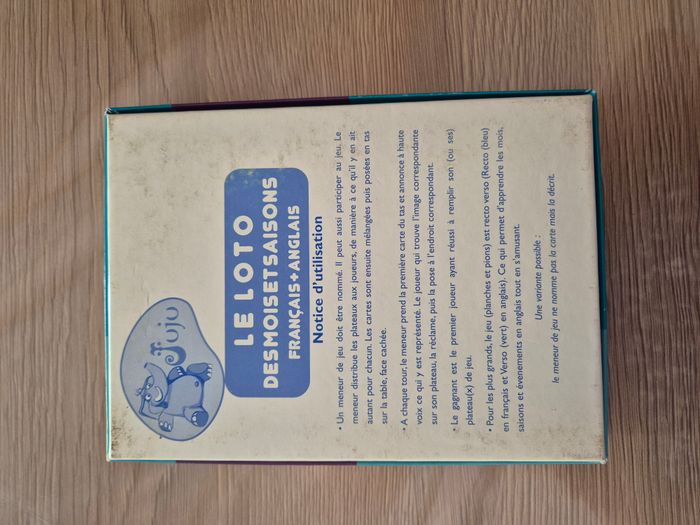 Juju
LE LOTO
DES MOIS ET SAISONS
FRANÇAIS+ANGLAIS
Notice d'utilisation
• Un meneur de jeu doit être nommé. Il peut aussi participer au jeu. Le
meneur distribue les plateaux aux joueurs, de manière à ce qu'il y en ait
autant pour chacun. Les cartes sont ensuite mélangées puis posées en tas
sur la table, face cachée.
• A chaque tour, le meneur prend la première carte du tas et annonce à haute
voix ce qui y est représenté. Le joueur qui trouve l'image correspondante
sur son plateau, la réclame, puis la pose à l'endroit correspondant.
• Le gagnant est le premier joueur ayant réussi à remplir son (ou ses)
plateau(x) de jeu.
• Pour les plus grands, le jeu (planches et pions) est recto verso (Recto (bleu)
en français et Verso (vert) en anglais). Ce qui permet d'apprendre les mois,
saisons et évenements en anglais tout en s'amusant.
Une variante possible :
le meneur de jeu ne nomme pas la carte mais la décrit.